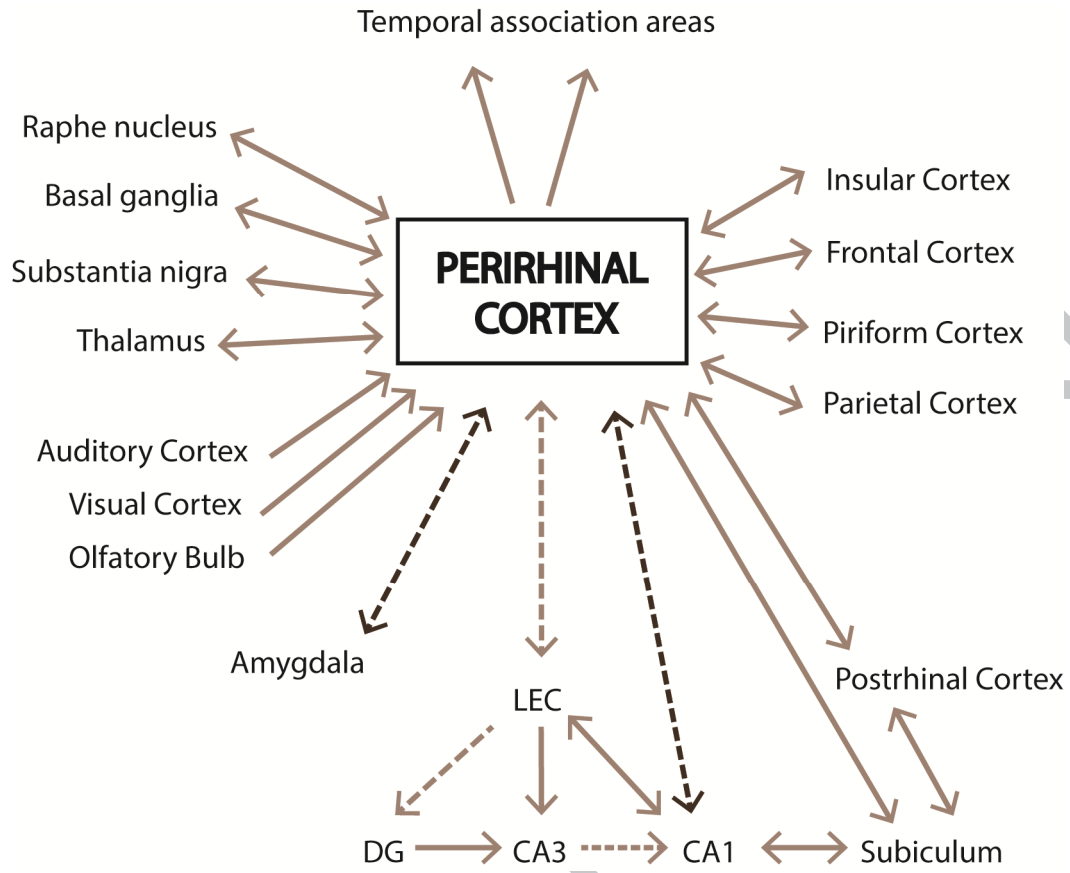 Temporal association areas
Raphe nucleus
Basal ganglia
Substantia nigra
Thalamus
Auditory Cortex
Visual Cortex
Olfatory Bulb
PERIRHINAL
CORTEX
Insular Cortex
Frontal Cortex
Piriform Cortex
Parietal Cortex
Amygdala
LEC
Postrhinal Cortex
DG
CA3
CA1
Subiculum